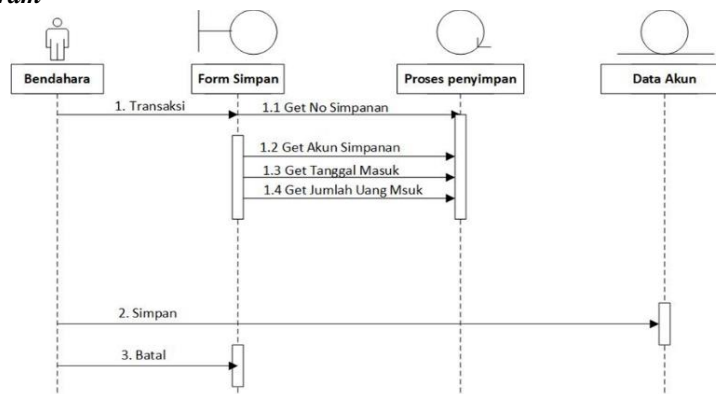 Bendahara
Form Simpan
Proses penyimpan
Data Akun
1. Transaksi
1.1 Get No Simpanan
1.2 Get Akun Simpanan
1.3 Get Tanggal Masuk
1.4 Get Jumlah Uang Msuk
2. Simpan
3. Batal